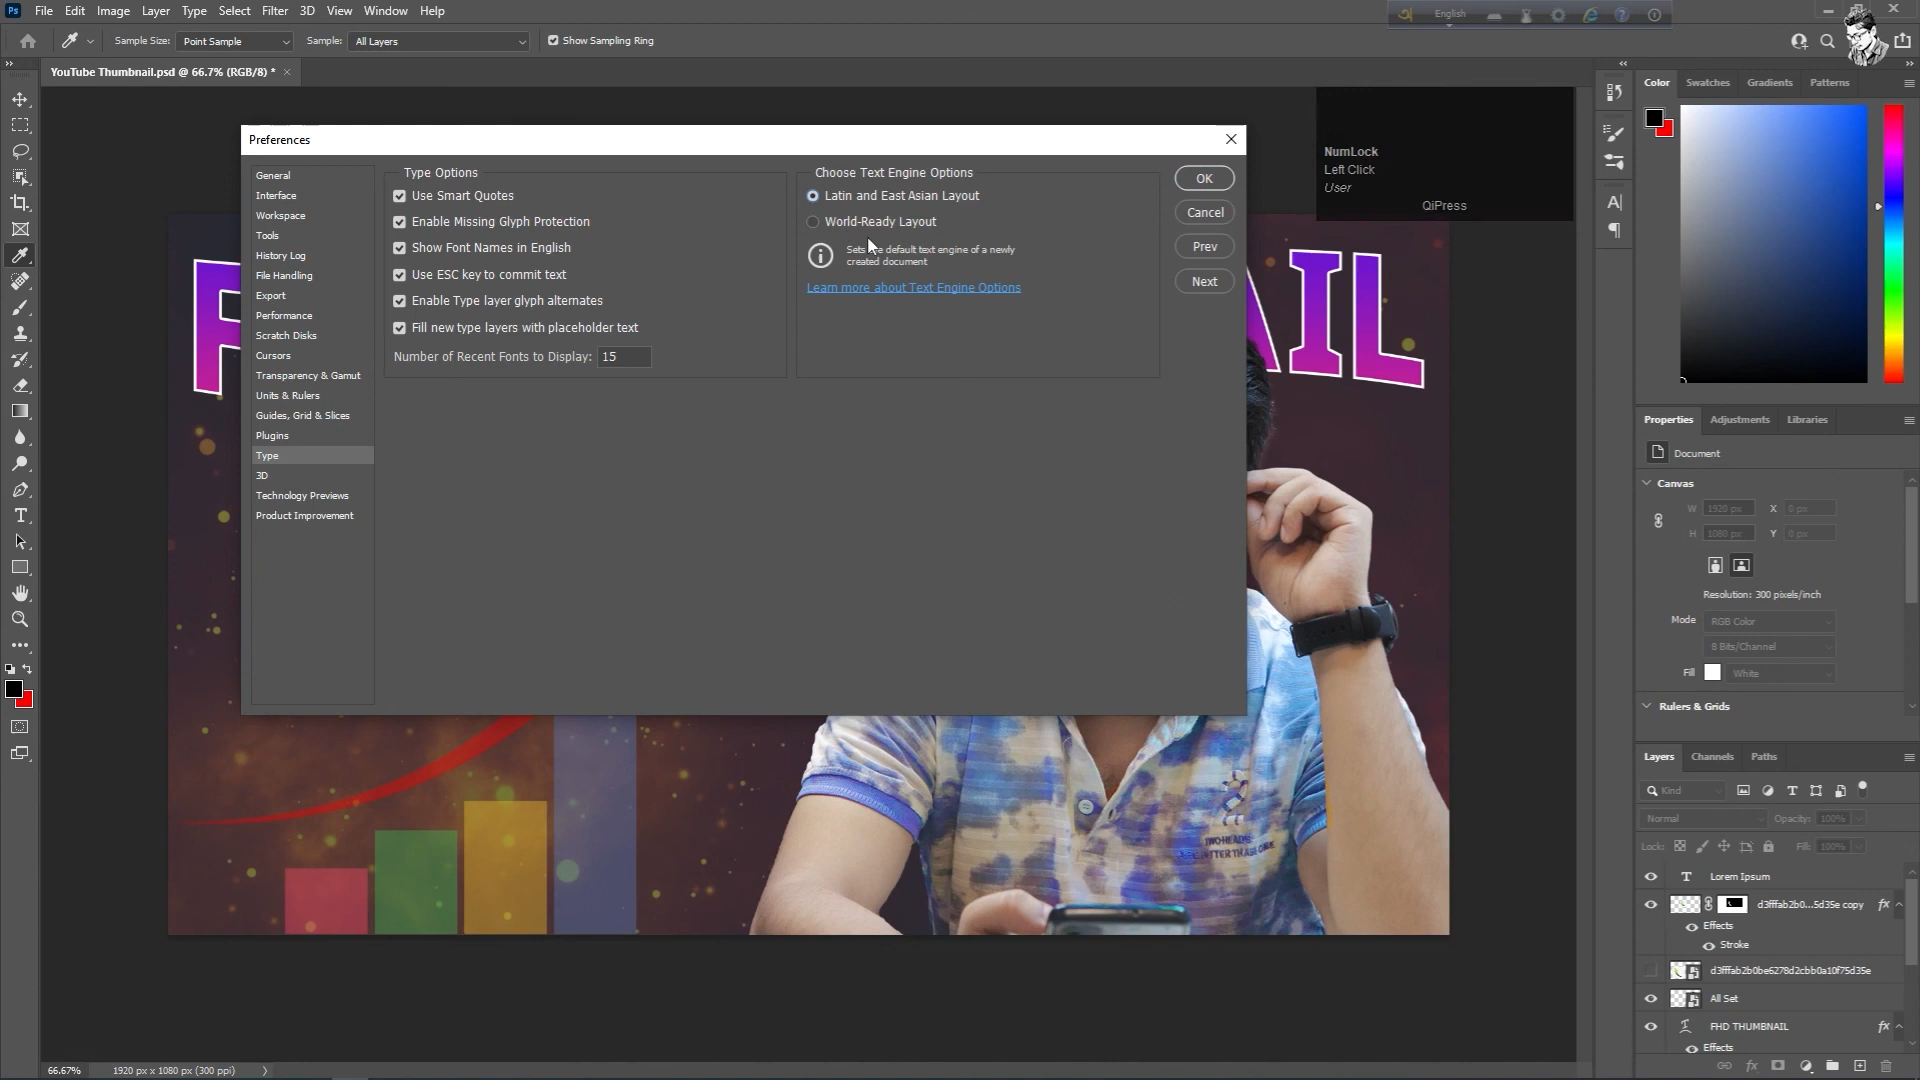 Ps File Edit Image Layer Type Select Filter 3D View Window Help
English
Sample Size: Point Sample Sample: All Layers Show Sampling Ring
YouTube Thumbnail.psd @ 66.7% (RGB/8) *
Preferences
General
Interface
Workspace
Tools
History Log
File Handling
Export
Performance
Scratch Disks
Cursors
Transparency & Gamut
Units & Rulers
Guides, Grid & Slices
Plugins
Type
3D
Technology Previews
Product Improvement
Type Options
Use Smart Quotes
Enable Missing Glyph Protection
Show Font Names in English
Use ESC key to commit text
Enable Type layer glyph alternates
Fill new type layers with placeholder text
Number of Recent Fonts to Display: 15
Choose Text Engine Options
Latin and East Asian Layout
World-Ready Layout
Sets the default text engine of a newly
created document
Learn more about Text Engine Options
OK
Cancel
Prev
Next
NumLock
Left Click
User
QiPress
AIL
Color Swatches Gradients Patterns
Properties Adjustments Libraries
Document
Canvas
W 1920 px X 0 px
H 1080 px Y 0 px
Resolution: 300 pixels/inch
Mode RGB Color
8 Bits/Channel
Fill White
Rulers & Grids
Layers Channels Paths
Kind
Normal Opacity: 100%
Lock: Fill: 100%
Lorem Ipsum
d3fffab2b0...5d35e copy fx
Effects
Stroke
d3fffab2b0be6278d2cbb0a10f75d35e
All Set
FHD THUMBNAIL fx
Effects
66.67% 1920 px x 1080 px (300 ppi)